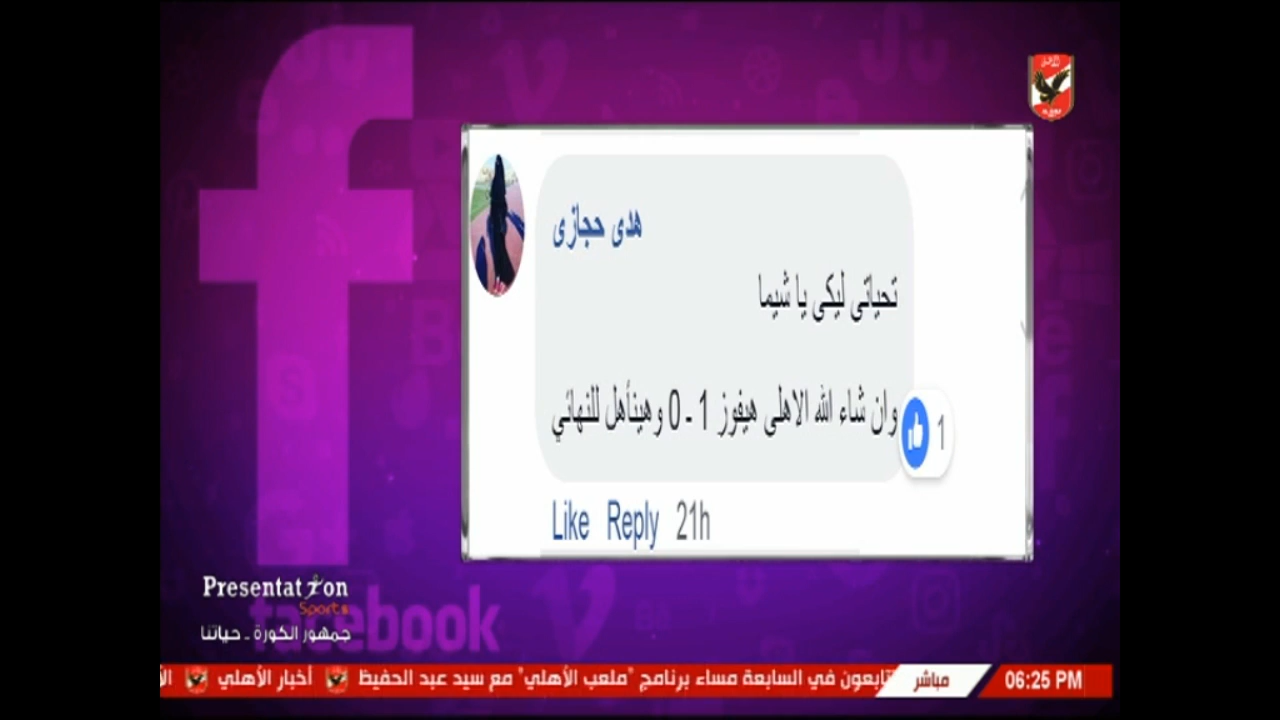 هدى حجازى
تحياتى ليكى يا شيما
وان شاء الله الاهلى هيفوز 1 - 0 وهيتأهل للنهائي
1
Like Reply 21h
Presentation
Sports
جمهور الكورة - حياتنا
facebook
06:25 PM
مباشر
تابعون في السابعة مساء برنامج "ملعب الأهلي" مع سيد عبد الحفيظ
أخبار الأهلي